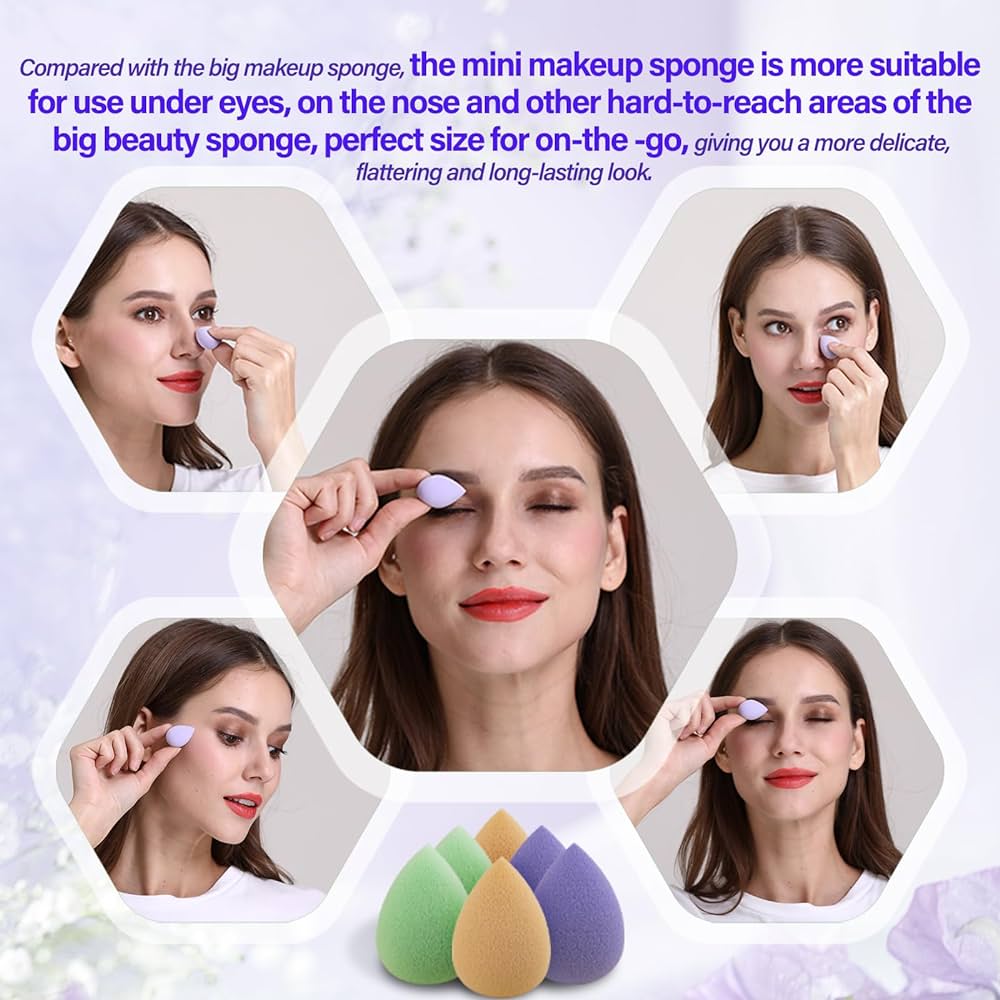 Compared with the big makeup sponge, the mini makeup sponge is more suitable
for use under eyes, on the nose and other hard-to-reach areas of the
big beauty sponge, perfect size for on-the -go, giving you a more delicate,
flattering and long-lasting look.